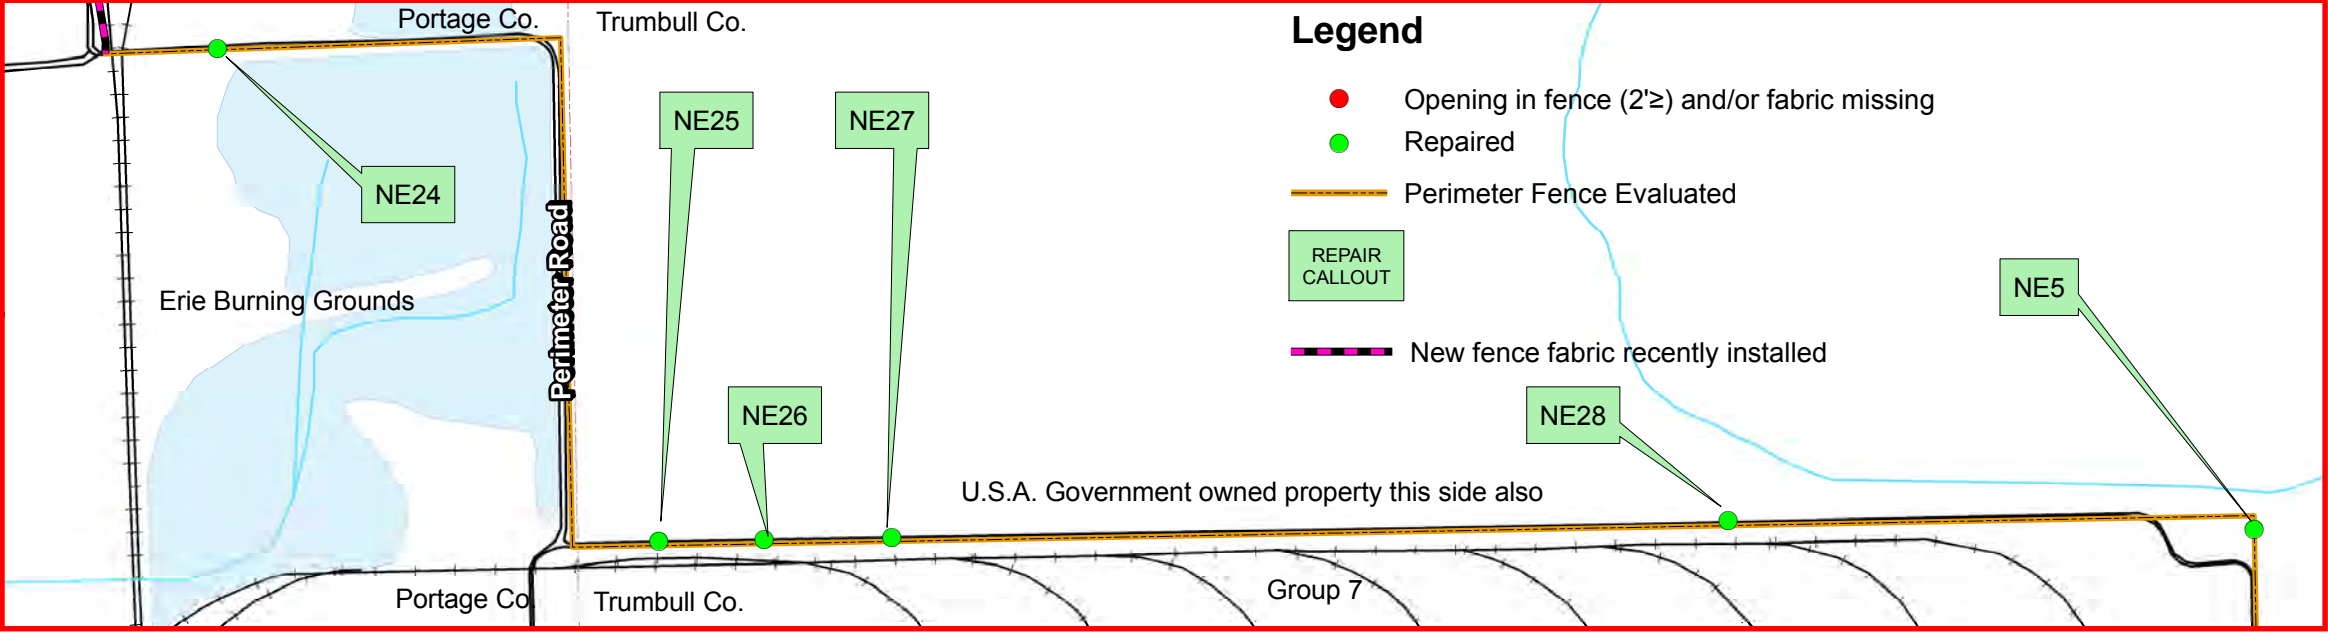 Portage Co.
Trumbull Co.
Legend
Opening in fence (2'≥) and/or fabric missing
Repaired
Perimeter Fence Evaluated
REPAIR
CALLOUT
New fence fabric recently installed
NE24
NE25
NE27
Perimeter Road
Erie Burning Grounds
NE5
NE26
NE28
U.S.A. Government owned property this side also
Group 7
Portage Co.
Trumbull Co.